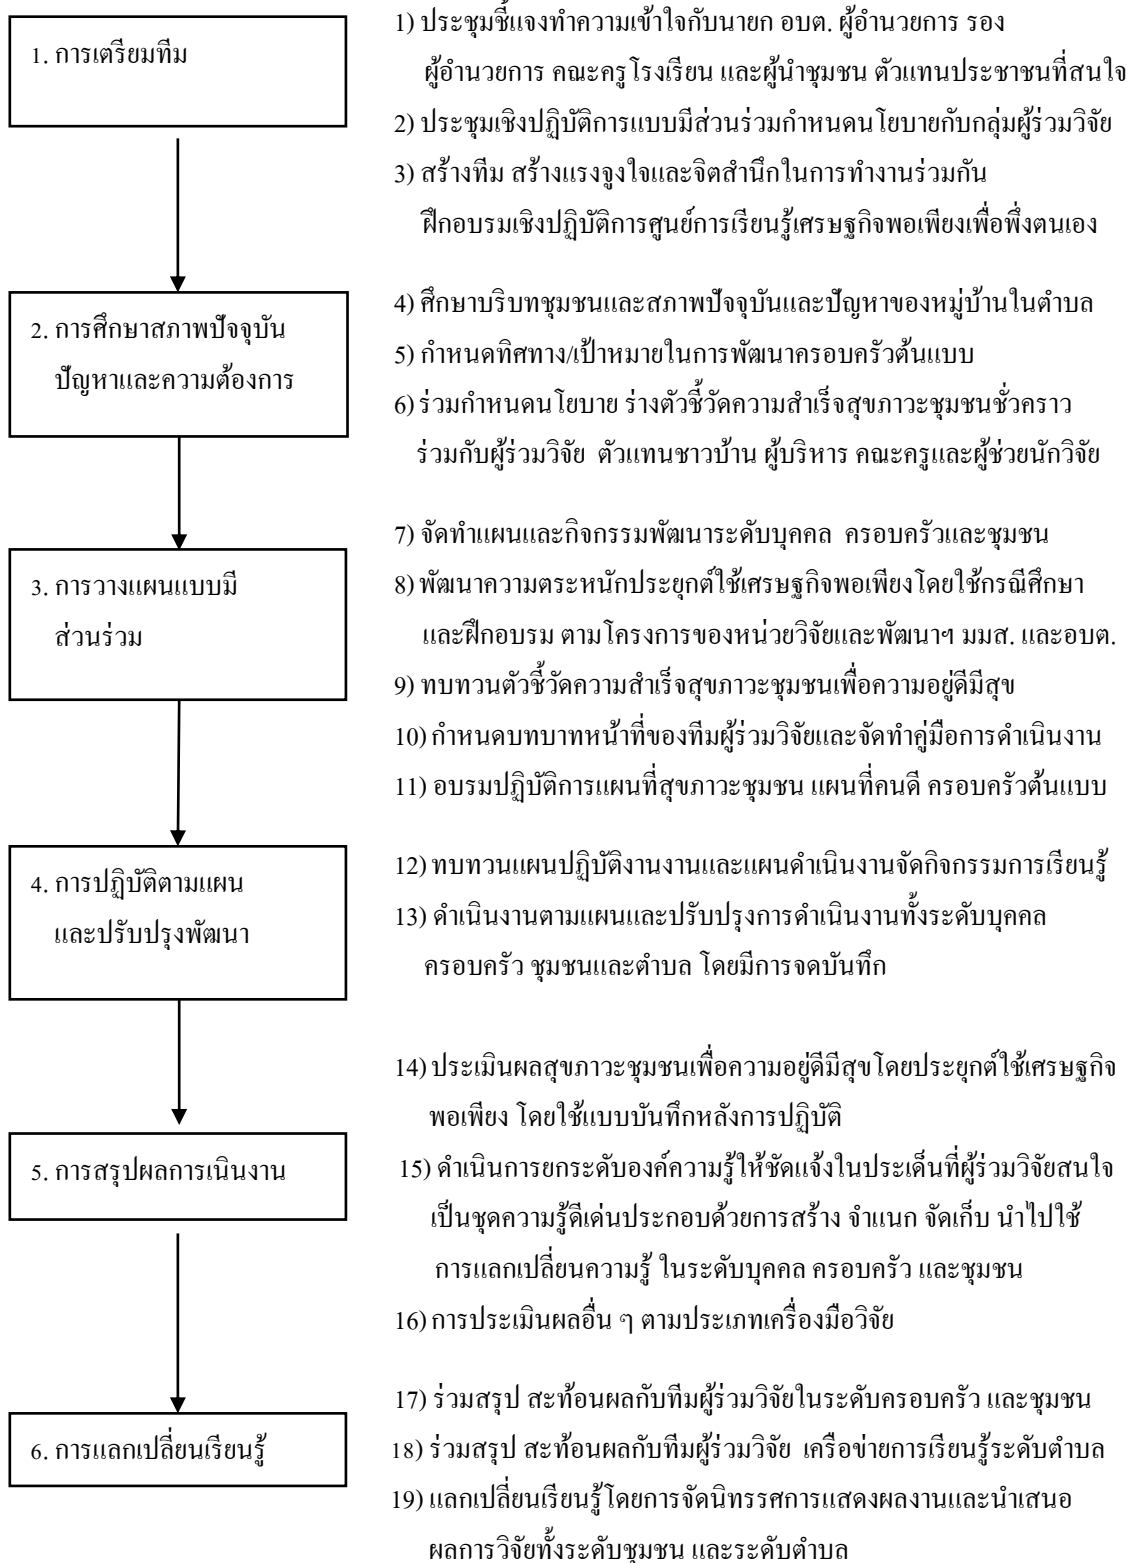 1. การเตรียมทีม
1) ประชุมชี้แจงทำความเข้าใจกับนายก อบต. ผู้อำนวยการ รอง
ผู้อำนวยการ คณะครูโรงเรียน และผู้นำชุมชน ตัวแทนประชาชนที่สนใจ
2) ประชุมเชิงปฏิบัติการแบบมีส่วนร่วมกำหนดนโยบายกับกลุ่มผู้ร่วมวิจัย
3) สร้างทีม สร้างแรงจูงใจและจิตสำนึกในการทำงานร่วมกัน
ฝึกอบรมเชิงปฏิบัติการศูนย์การเรียนรู้เศรษฐกิจพอเพียงเพื่อพึ่งตนเอง
2. การศึกษาสภาพปัจจุบัน
ปัญหาและความต้องการ
4) ศึกษาบริบทชุมชนและสภาพปัจจุบันและปัญหาของหมู่บ้านในตำบล
5) กำหนดทิศทาง/เป้าหมายในการพัฒนาครอบครัวต้นแบบ
6) ร่วมกำหนดนโยบาย ร่างตัวชี้วัดความสำเร็จสุขภาวะชุมชนชั่วคราว
ร่วมกับผู้ร่วมวิจัย ตัวแทนชาวบ้าน ผู้บริหาร คณะครูและผู้ช่วยนักวิจัย
3. การวางแผนแบบมี
ส่วนร่วม
7) จัดทำแผนและกิจกรรมพัฒนาระดับบุคคล ครอบครัวและชุมชน
8) พัฒนาความตระหนักประยุกต์ใช้เศรษฐกิจพอเพียงโดยใช้กรณีศึกษา
และฝึกอบรม ตามโครงการของหน่วยวิจัยและพัฒนาฯ มมส. และอบต.
9) ทบทวนตัวชี้วัดความสำเร็จสุขภาวะชุมชนเพื่อความอยู่ดีมีสุข
10) กำหนดบทบาทหน้าที่ของทีมผู้ร่วมวิจัยและจัดทำคู่มือการดำเนินงาน
11) อบรมปฏิบัติการแผนที่สุขภาวะชุมชน แผนที่คนดี ครอบครัวต้นแบบ
4. การปฏิบัติตามแผน
และปรับปรุงพัฒนา
12) ทบทวนแผนปฏิบัติงานงานและแผนดำเนินงานจัดกิจกรรมการเรียนรู้
13) ดำเนินงานตามแผนและปรับปรุงการดำเนินงานทั้งระดับบุคคล
ครอบครัว ชุมชนและตำบล โดยมีการจดบันทึก
5. การสรุปผลการเนินงาน
14) ประเมินผลสุขภาวะชุมชนเพื่อความอยู่ดีมีสุขโดยประยุกต์ใช้เศรษฐกิจ
พอเพียง โดยใช้แบบบันทึกหลังการปฏิบัติ
15) ดำเนินการยกระดับองค์ความรู้ให้ชัดแจ้งในประเด็นที่ผู้ร่วมวิจัยสนใจ
เป็นชุดความรู้ดีเด่นประกอบด้วยการสร้าง จำแนก จัดเก็บ นำไปใช้
การแลกเปลี่ยนความรู้ ในระดับบุคคล ครอบครัว และชุมชน
16) การประเมินผลอื่น ๆ ตามประเภทเครื่องมือวิจัย
6. การแลกเปลี่ยนเรียนรู้
17) ร่วมสรุป สะท้อนผลกับทีมผู้ร่วมวิจัยในระดับครอบครัว และชุมชน
18) ร่วมสรุป สะท้อนผลกับทีมผู้ร่วมวิจัย เครือข่ายการเรียนรู้ระดับตำบล
19) แลกเปลี่ยนเรียนรู้โดยการจัดนิทรรศการแสดงผลงานและนำเสนอ
ผลการวิจัยทั้งระดับชุมชน และระดับตำบล